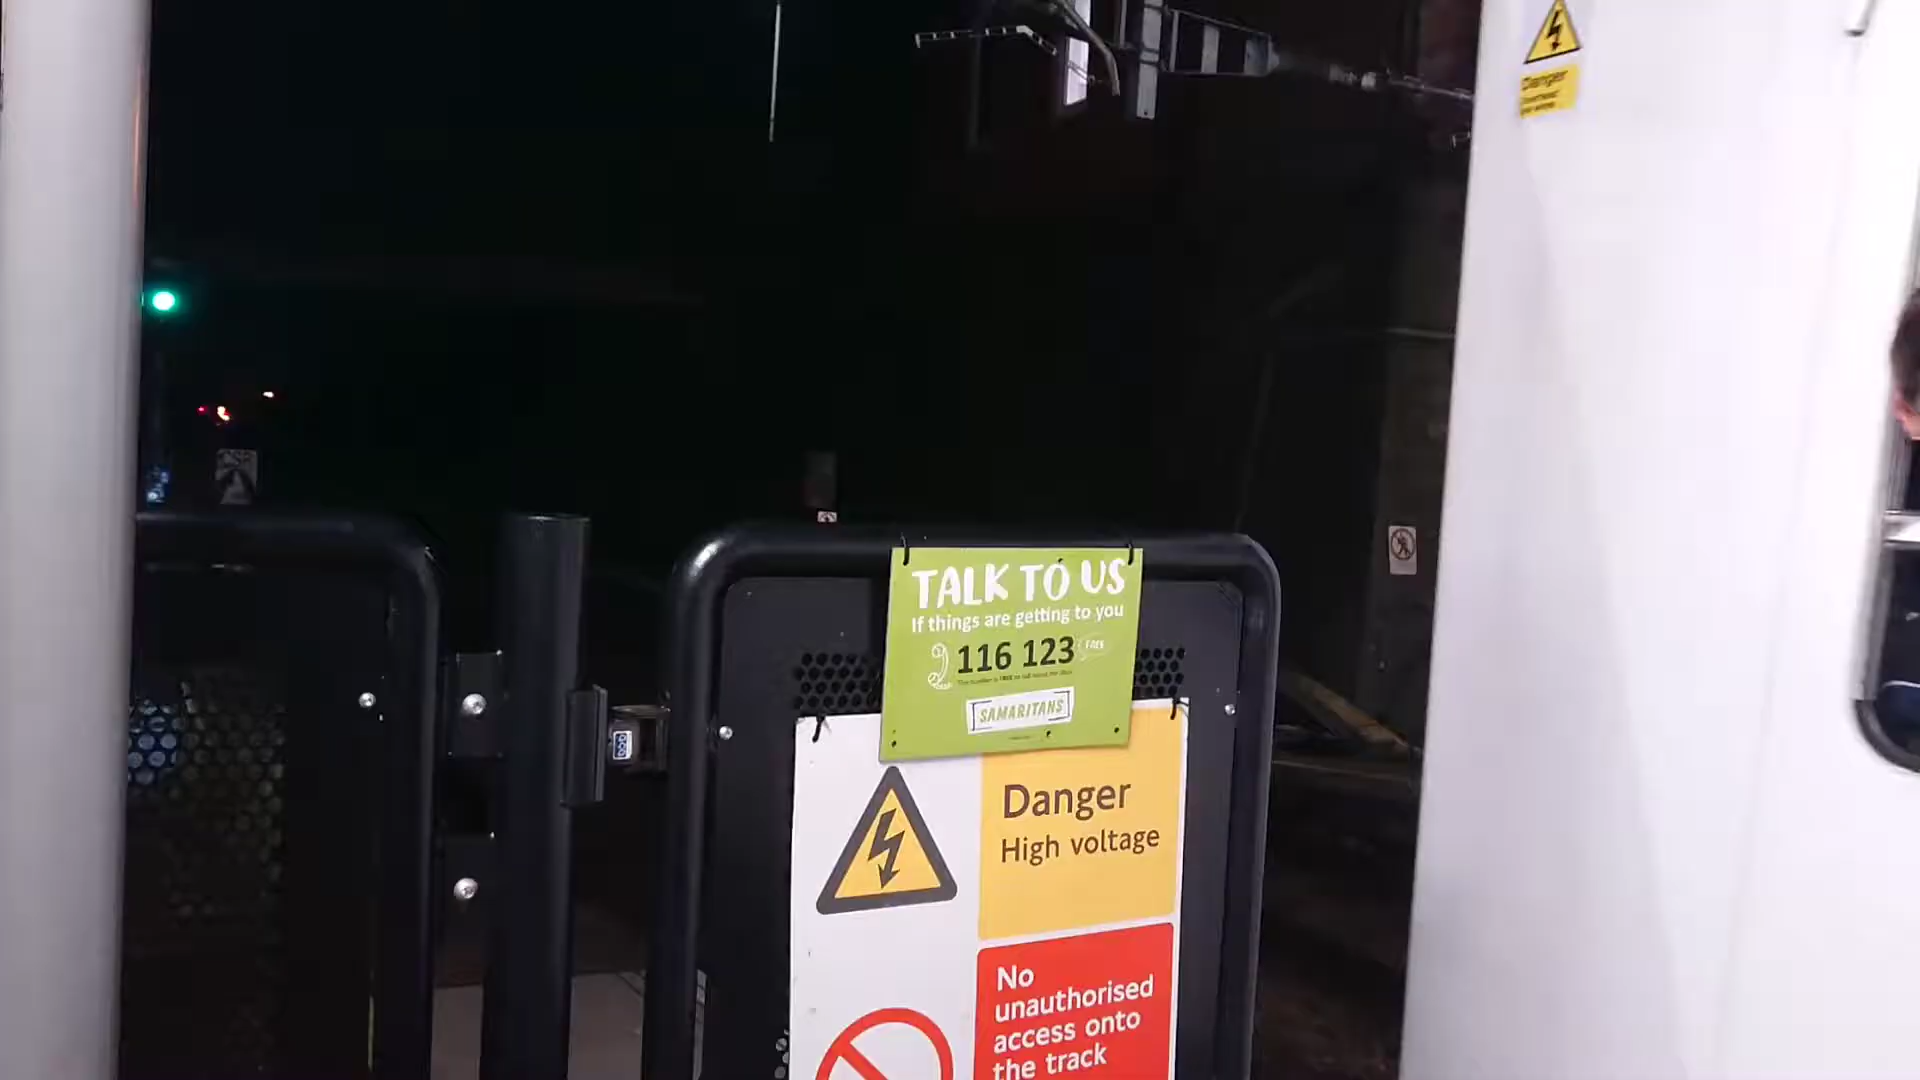 Danger
TALK TO US
If things are getting to you
116 123
FREE
SAMARITANS
Danger
High voltage
No
unauthorised
access onto
the track